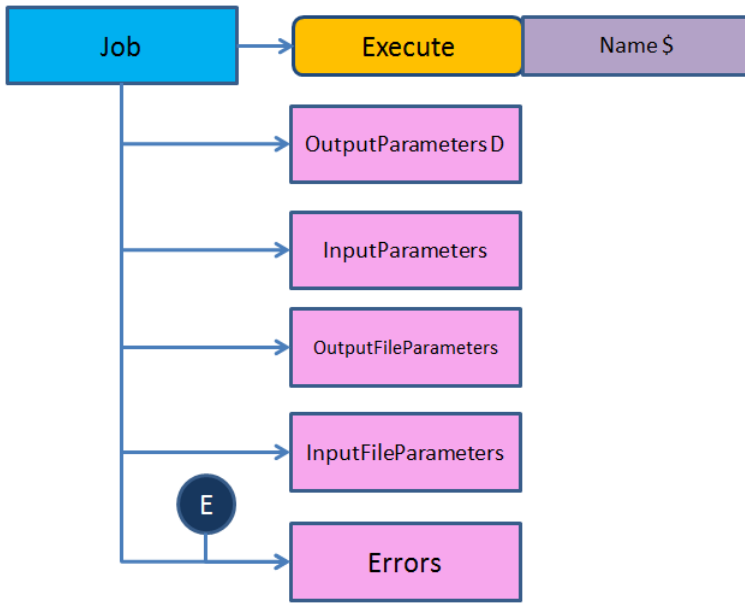 Job
Execute
Name $
OutputParameters D
InputParameters
OutputFileParameters
InputFileParameters
E
Errors